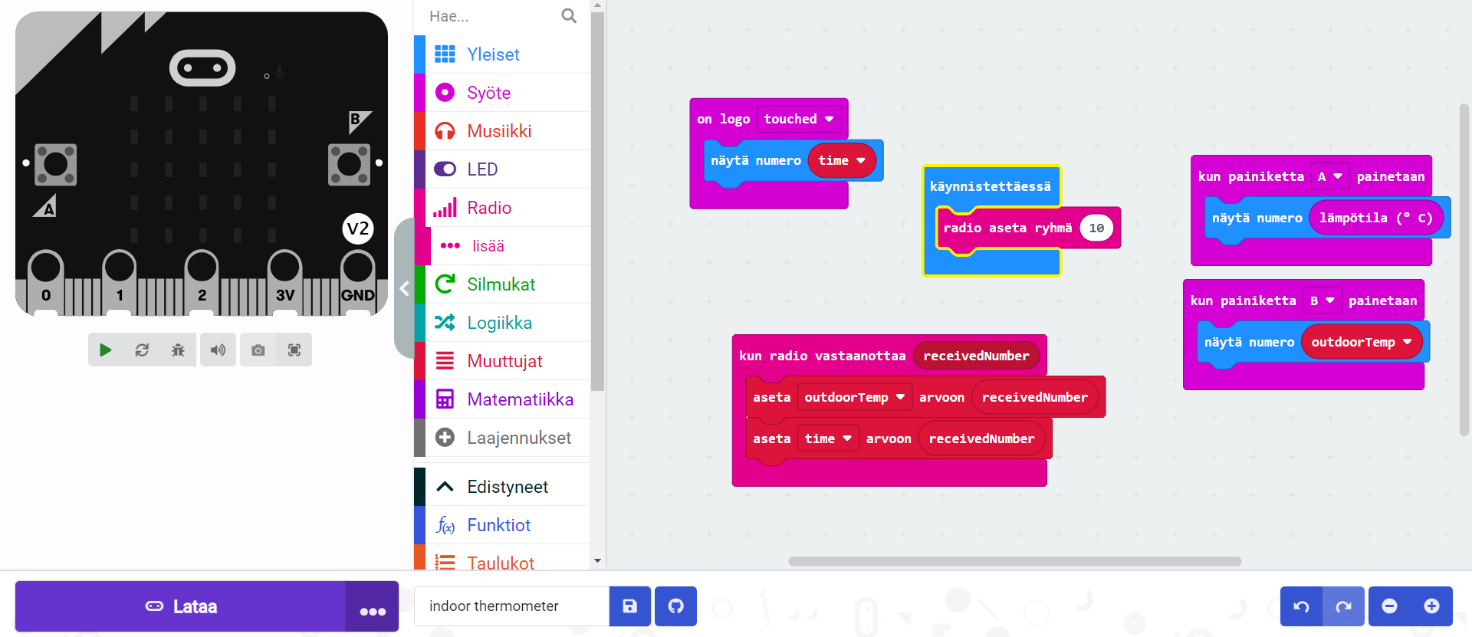 B
A
V2
0 1 2 3V GND
Hae...
Yleiset
Syöte
Musiikki
LED
Radio
lisää
Silmukat
Logiikka
Muuttujat
Matematiikka
Laajennukset
Edistyneet
f(x) Funktiot
Taulukot
on logo touched
näytä numero time
käynnistettäessä
radio aseta ryhmä 10
kun painiketta A painetaan
näytä numero lämpötila (° C)
kun painiketta B painetaan
näytä numero outdoorTemp
kun radio vastaanottaa receivedNumber
aseta outdoorTemp arvoon receivedNumber
aseta time arvoon receivedNumber
Lataa
indoor thermometer